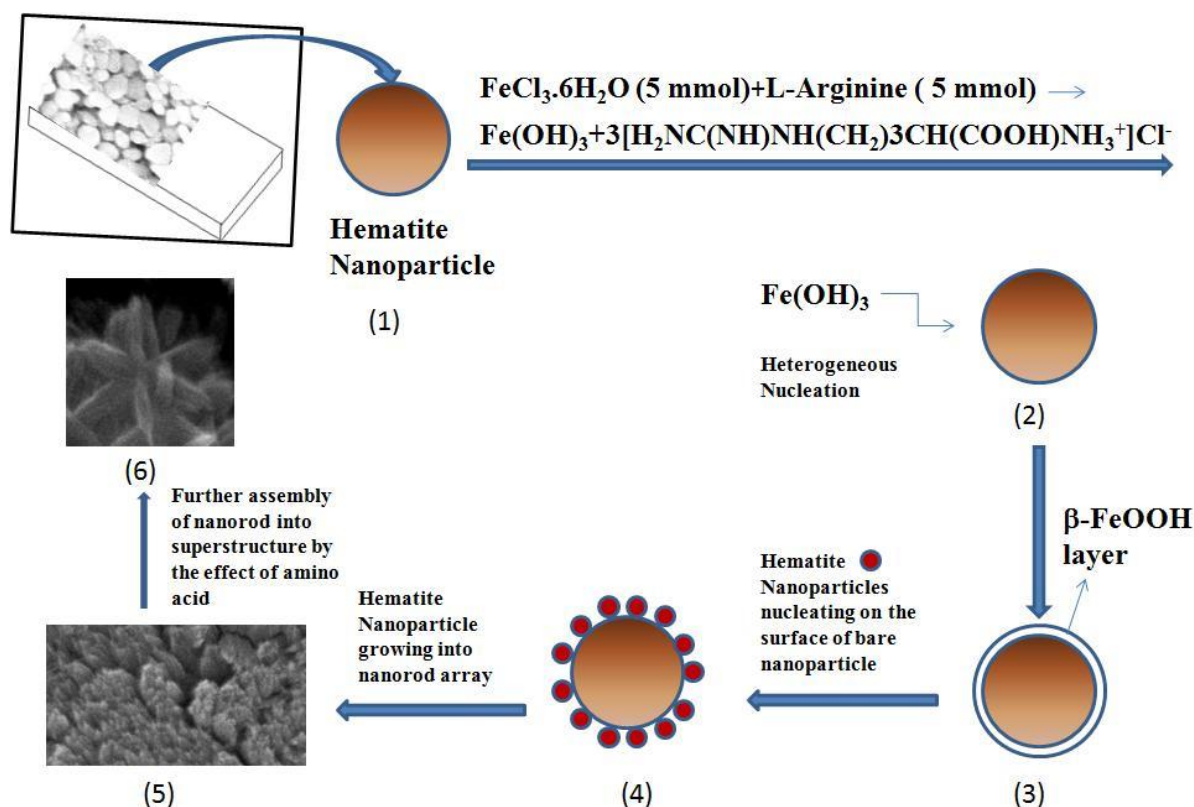 FeCl₃.6H₂O (5 mmol)+L-Arginine ( 5 mmol) →
Fe(OH)₃+3[H₂NC(NH)NH(CH₂)3CH(COOH)NH₃⁺]Cl⁻
Hematite
Nanoparticle
(1)
Fe(OH)₃
Heterogeneous
Nucleation
(2)
β-FeOOH
layer
(3)
Hematite
Nanoparticles
nucleating on the
surface of bare
nanoparticle
(4)
Hematite
Nanoparticle
growing into
nanorod array
(5)
Further assembly
of nanorod into
superstructure by
the effect of amino
acid
(6)